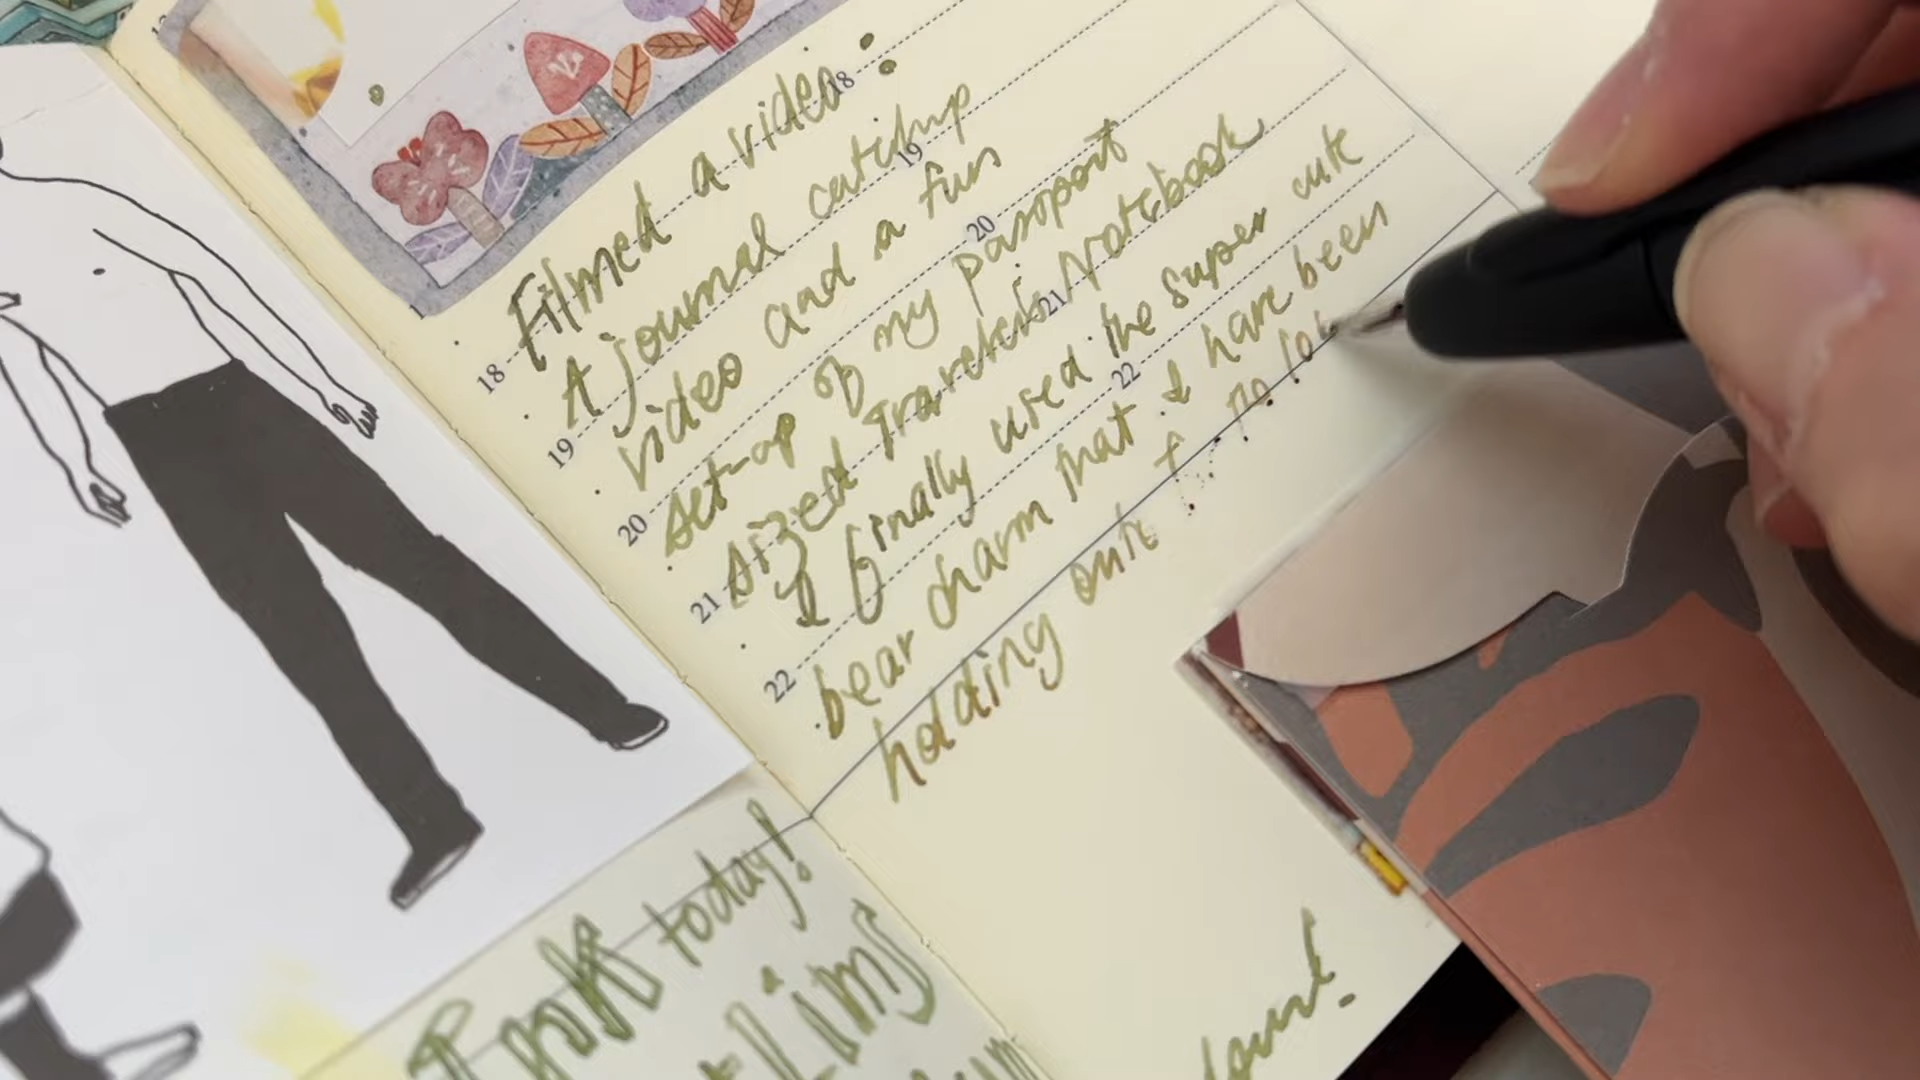 Filmed a video:
A journal catchup
video and a fun
set-up of my passport
sized Traveler's Notebook
I finally used the super cute
bear charm that I have been
holding onto
18
19
20
21
22
18
19
20
21
22
today!